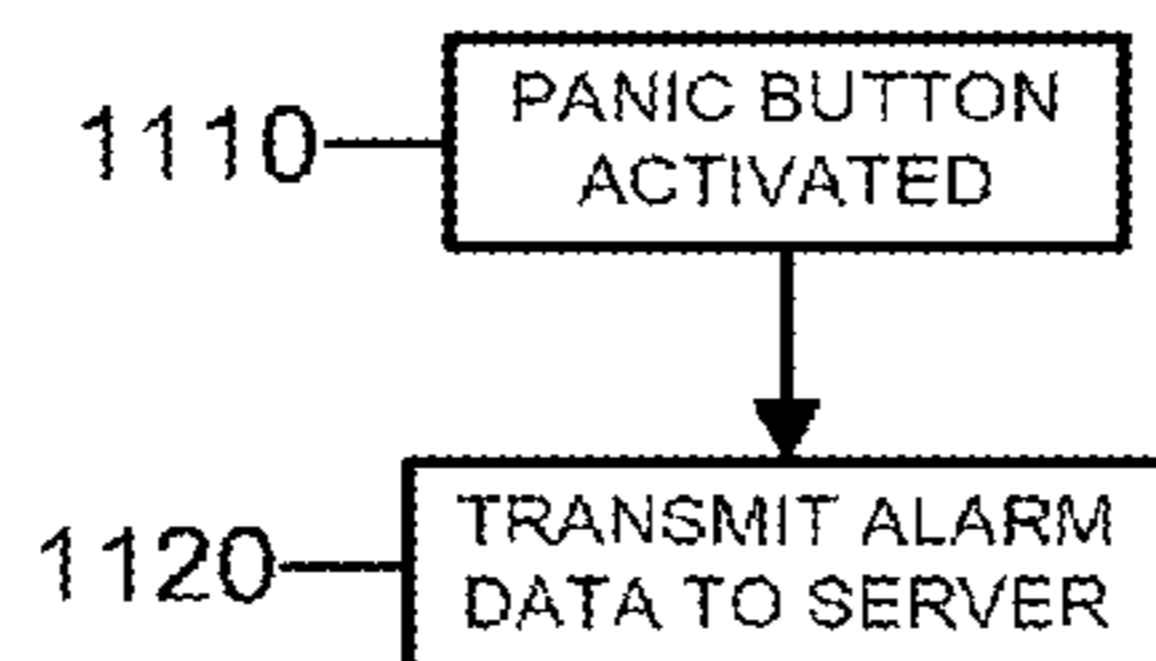 1110
PANIC BUTTON
ACTIVATED
1120
TRANSMIT ALARM
DATA TO SERVER